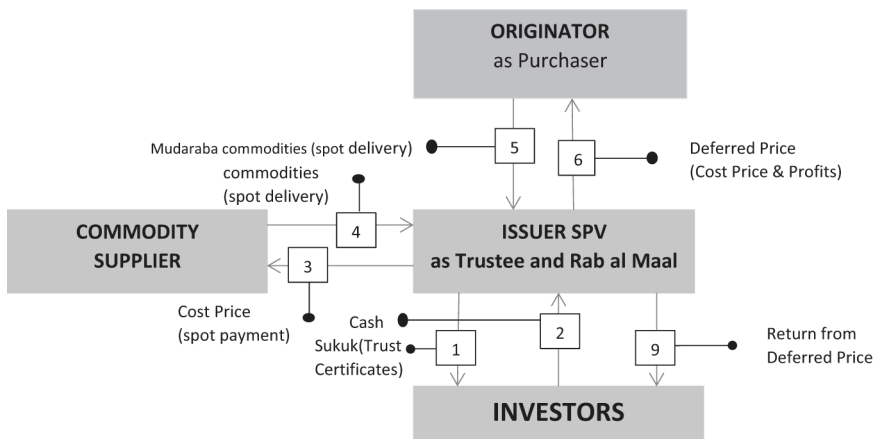 ORIGINATOR
as Purchaser
Mudaraba commodities (spot delivery)
5
6
Deferred Price
(Cost Price & Profits)
commodities
(spot delivery)
4
COMMODITY
SUPPLIER
ISSUER SPV
as Trustee and Rab al Maal
3
Cost Price
(spot payment)
Cash
2
Sukuk(Trust
Certificates)
1
9
Return from
Deferred Price
INVESTORS